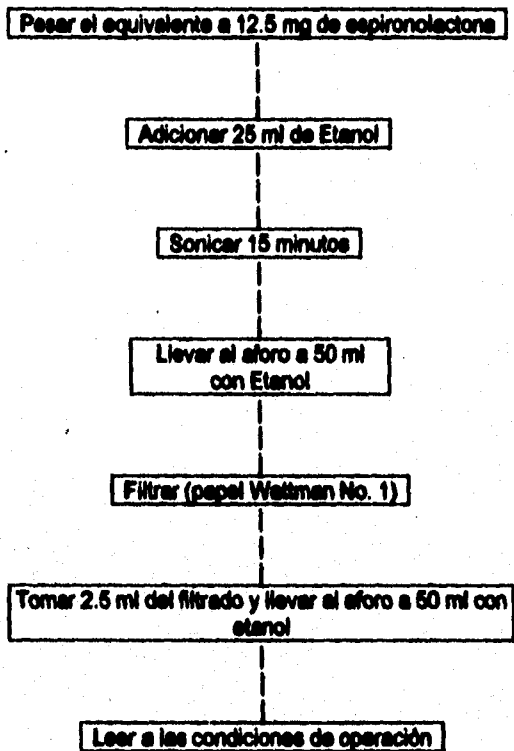 Pesar el equivalente a 12.5 mg de espironolactona
Adicionar 25 ml de Etanol
Sonicar 15 minutos
Llevar al aforo a 50 ml
con Etanol
Filtrar (papel Wattman No. 1)
Tomar 2.5 ml del filtrado y llevar al aforo a 50 ml con
etanol
Leer a las condiciones de operación